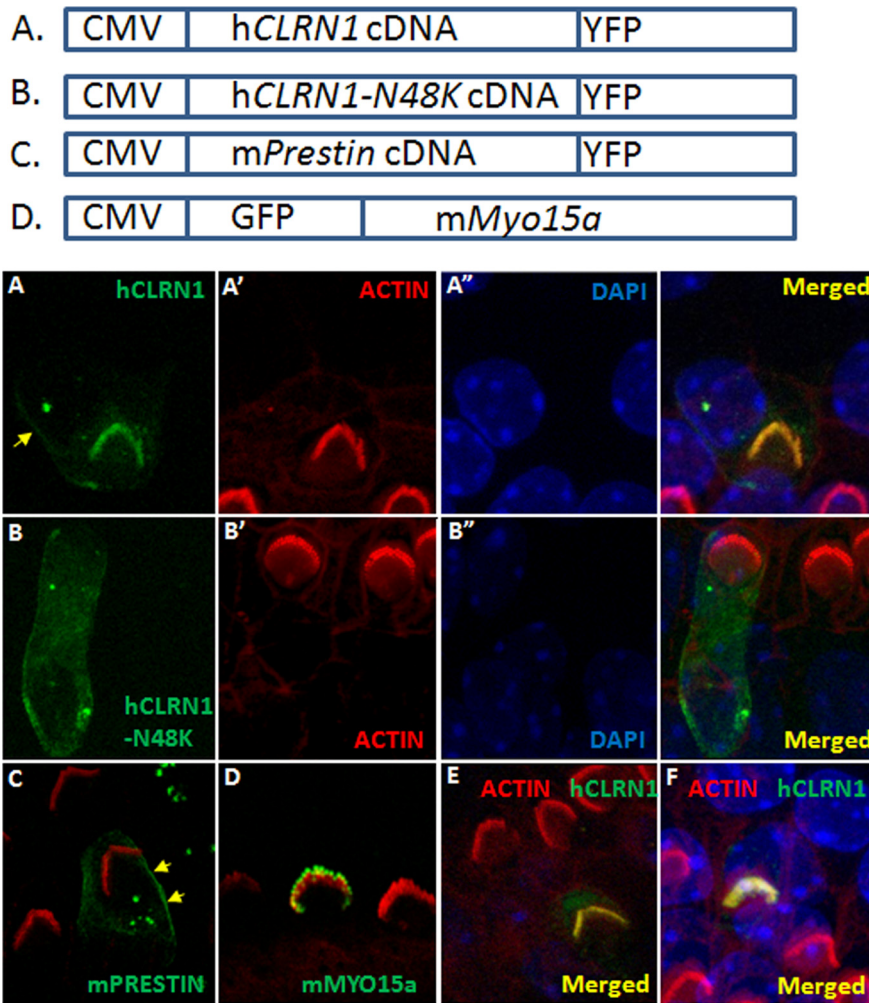 A. CMV hCLRN1 cDNA YFP
B. CMV hCLRN1-N48K cDNA YFP
C. CMV mPrestin cDNA YFP
D. CMV GFP mMyo15a
A hCLRN1 A' ACTIN A" DAPI Merged
B hCLRN1
-N48K B' ACTIN B" DAPI Merged
C mPRESTIN D mMYO15a E ACTIN hCLRN1 Merged F ACTIN hCLRN1 Merged